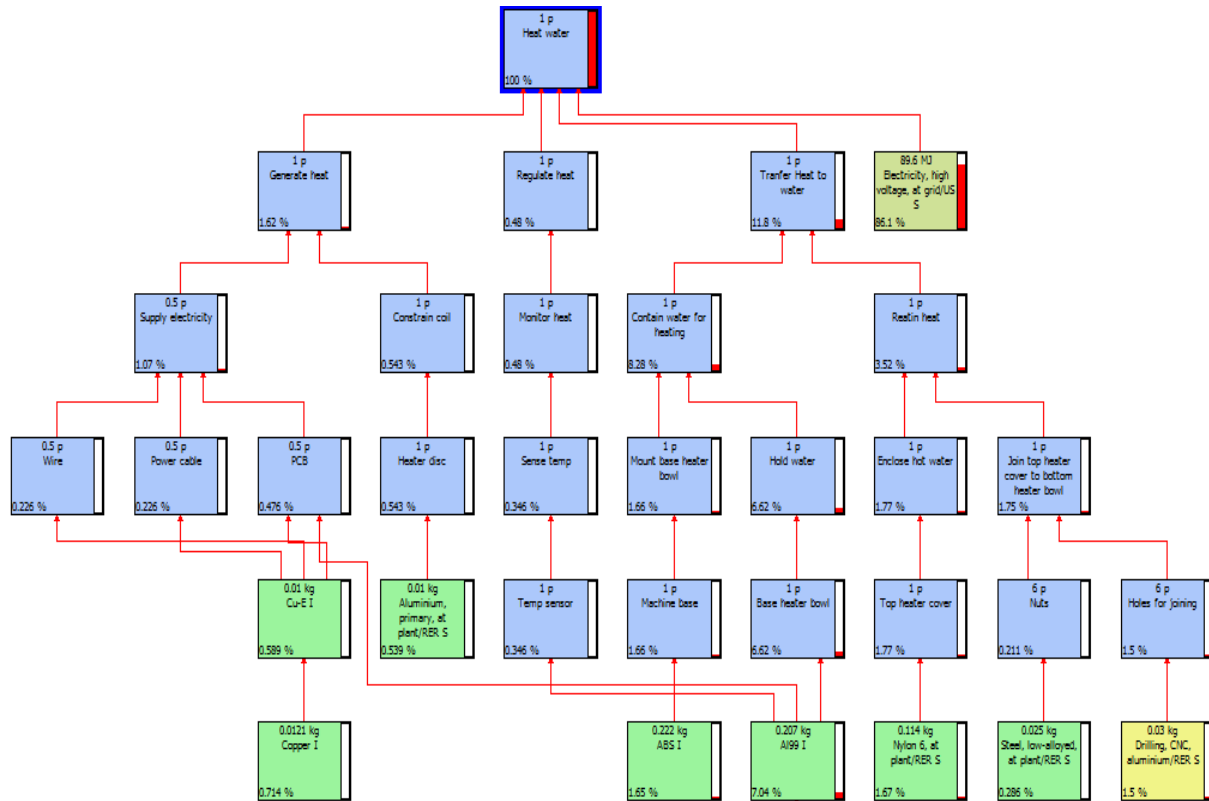 1 p
Heat water
100 %
1 p
Generate heat
1.62 %
1 p
Regulate heat
0.48 %
1 p
Tranfer Heat to
water
11.8 %
89.6 MJ
Electricity, high
voltage, at grid/US
S
86.1 %
0.5 p
Supply electricity
1.07 %
1 p
Constrain coil
0.543 %
1 p
Monitor heat
0.48 %
1 p
Contain water for
heating
8.28 %
1 p
Reatin heat
3.52 %
0.5 p
Wire
0.226 %
0.5 p
Power cable
0.226 %
0.5 p
PCB
0.476 %
1 p
Heater disc
0.543 %
1 p
Sense temp
0.346 %
1 p
Mount base heater
bowl
1.66 %
1 p
Hold water
6.62 %
1 p
Enclose hot water
1.77 %
1 p
Join top heater
cover to bottom
heater bowl
1.75 %
0.01 kg
Cu-E I
0.589 %
0.01 kg
Aluminium,
primary, at
plant/RER S
0.539 %
1 p
Temp sensor
0.346 %
1 p
Machine base
1.66 %
1 p
Base heater bowl
6.62 %
1 p
Top heater cover
1.77 %
6 p
Nuts
0.211 %
6 p
Holes for joining
1.5 %
0.0121 kg
Copper I
0.714 %
0.222 kg
ABS I
1.65 %
0.207 kg
Al99 I
7.04 %
0.114 kg
Nylon 6, at
plant/RER S
1.67 %
0.025 kg
Steel, low-alloyed,
at plant/RER S
0.286 %
0.03 kg
Drilling, CNC,
aluminium/RER S
1.5 %